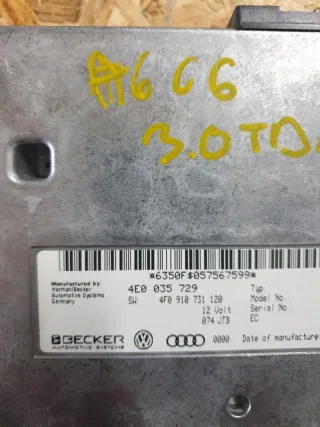 A6 C6
3.0TD
*6350F$057567599*
Manufactured by:
Harman/Becker
Automotive Systems
Germany
4E0 035 729
SW: 4F0 910 731 120
12 Volt
074 JTB
Typ
Model No.
Serial No.
EC
BECKER
AUTOMOTIVE SYSTEMS
0000 Date of manufacture: